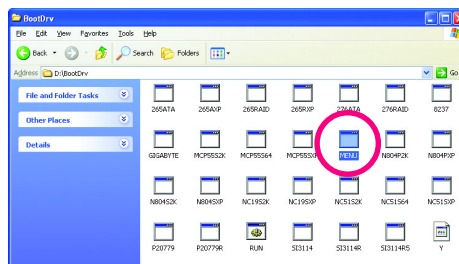 BootDrv
File Edit View Favorites Tools Help
Back Search Folders
Address D:\BootDrv Go
File and Folder Tasks
Other Places
Details
265ATA 265AXP 265RAID 265RXP 276ATA 276RAID 8237
GIGABYTE MCP55S2K MCP55S64 MCP55SXP MENU N804P2K N804PXP
N804S2K N804SXP NC19S2K NC19SXP NC51S2K NC51S64 NC51SXP
P20779 P20779R RUN SI3114 SI3114R SI3114R5 Y